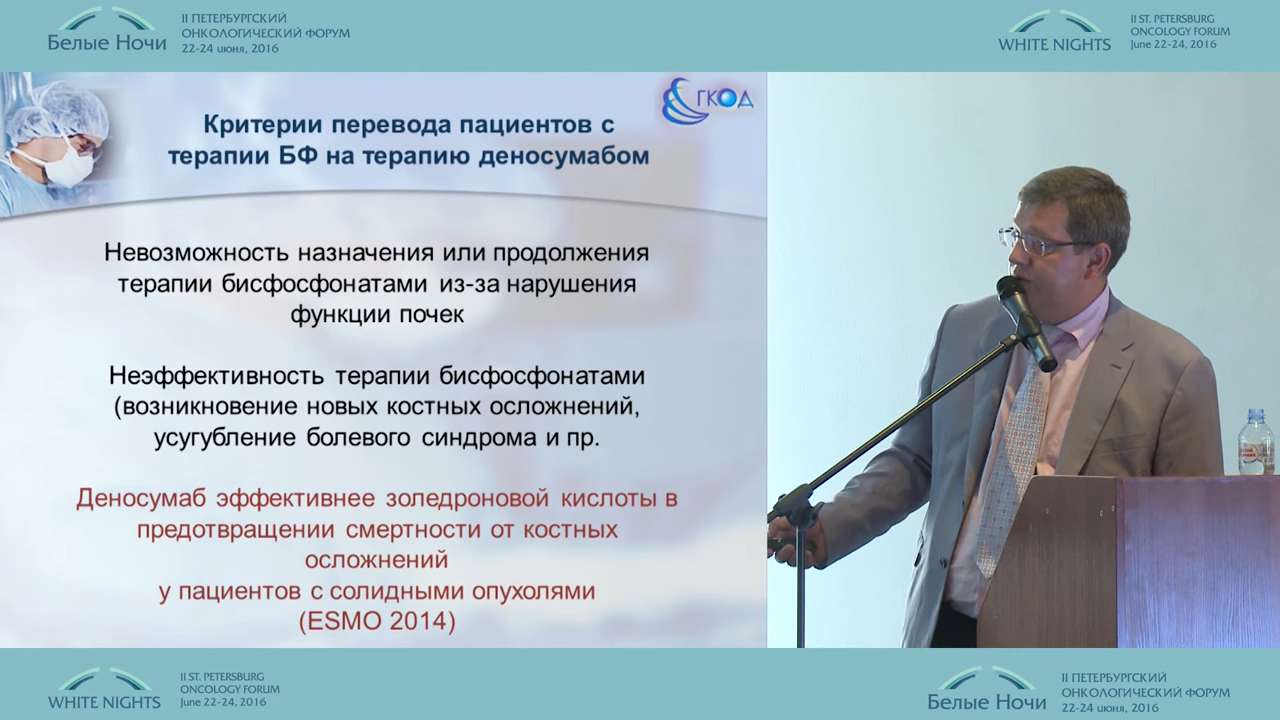 Белые Ночи
II ПЕТЕРБУРГСКИЙ
ОНКОЛОГИЧЕСКИЙ ФОРУМ
22-24 июня, 2016
WHITE NIGHTS
II ST. PETERSBURG
ONCOLOGY FORUM
June 22-24, 2016
ГКОД
Критерии перевода пациентов с
терапии БФ на терапию деносумабом
Невозможность назначения или продолжения
терапии бисфосфонатами из-за нарушения
функции почек
Неэффективность терапии бисфосфонатами
(возникновение новых костных осложнений,
усугубление болевого синдрома и пр.
Деносумаб эффективнее золедроновой кислоты в
предотвращении смертности от костных
осложнений
у пациентов с солидными опухолями
(ESMO 2014)
WHITE NIGHTS
II ST. PETERSBURG
ONCOLOGY FORUM
June 22-24, 2016
Белые Ночи
II ПЕТЕРБУРГСКИЙ
ОНКОЛОГИЧЕСКИЙ ФОРУМ
22-24 июня, 2016